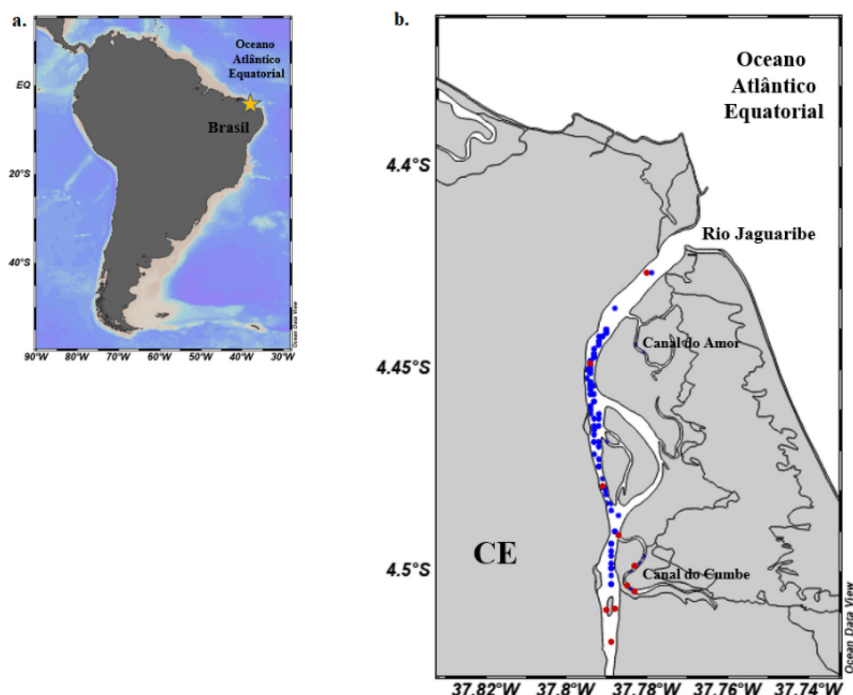 a.
Oceano
Atlântico
Equatorial
EQ
Brasil
20°S
40°S
90°W 80°W 70°W 60°W 50°W 40°W 30°W
Ocean Data View
b.
Oceano
Atlântico
Equatorial
4.4°S
Rio Jaguaribe
Canal do Amor
4.45°S
CE
4.5°S
Canal do Cumbe
37.82°W 37.8°W 37.78°W 37.76°W 37.74°W
Ocean Data View